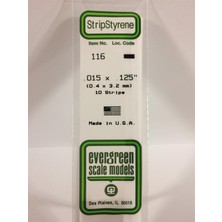 StripStyrene
Item No. Loc. Code
116
.015 x .125"
(0.4 x 3.2 mm)
10 Strips
Made in U.S.A.
evergreen
scale models
Des Plaines, IL 60018